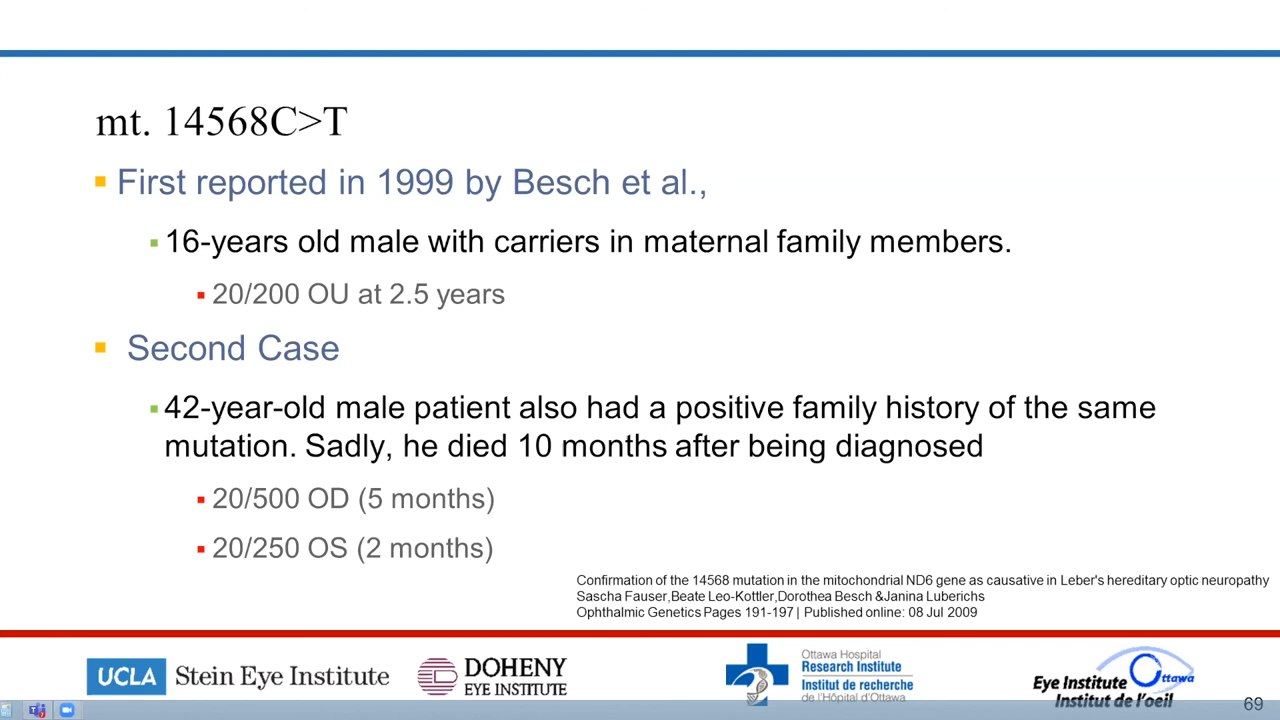 mt. 14568C>T
First reported in 1999 by Besch et al.,
16-years old male with carriers in maternal family members.
20/200 OU at 2.5 years
Second Case
42-year-old male patient also had a positive family history of the same
mutation. Sadly, he died 10 months after being diagnosed
20/500 OD (5 months)
20/250 OS (2 months)
Confirmation of the 14568 mutation in the mitochondrial ND6 gene as causative in Leber's hereditary optic neuropathy
Sascha Fauser,Beate Leo-Kottler,Dorothea Besch &Janina Luberichs
Ophthalmic Genetics Pages 191-197 | Published online: 08 Jul 2009
UCLA Stein Eye Institute
DOHENY
EYE INSTITUTE
Ottawa Hospital
Research Institute
Institut de recherche
de l'Hôpital d'Ottawa
Eye Institute Ottawa
Institut de l'oeil
69